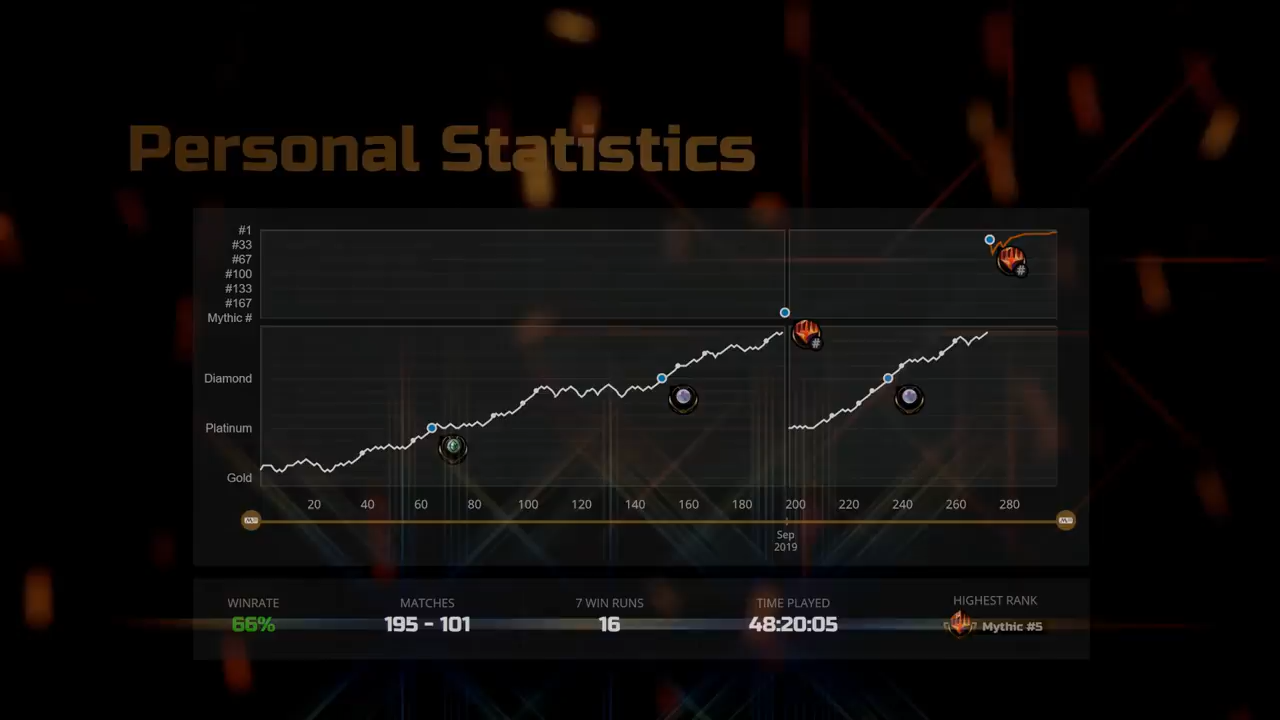 Personal Statistics
#1
#33
#67
#100
#133
#167
Mythic #
#
#
Diamond
Platinum
Gold
20 40 60 80 100 120 140 160 180 200 220 240 260 280
Sep
2019
WINRATE MATCHES 7 WIN RUNS TIME PLAYED HIGHEST RANK
66% 195 - 101 16 48:20:05 Mythic #5